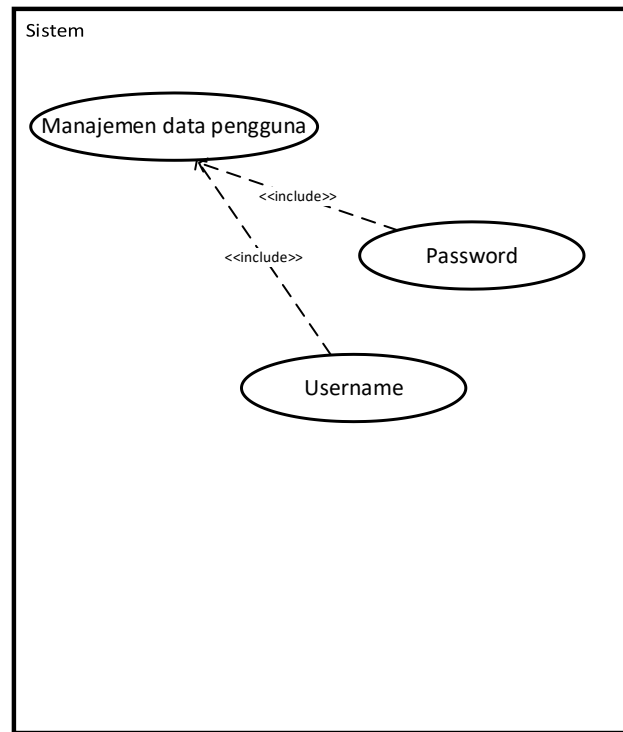 Sistem
Manajemen data pengguna
<<include>>
Password
<<include>>
Username